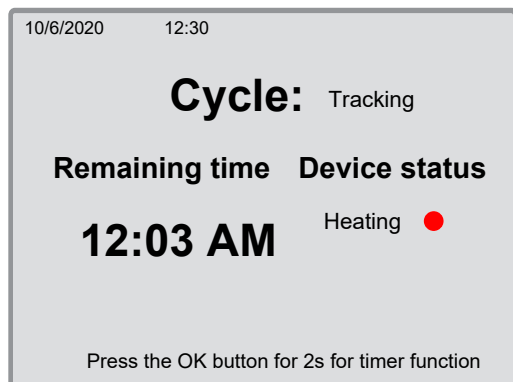 10/6/2020 12:30
Cycle: Tracking
Remaining time Device status
12:03 AM Heating
Press the OK button for 2s for timer function